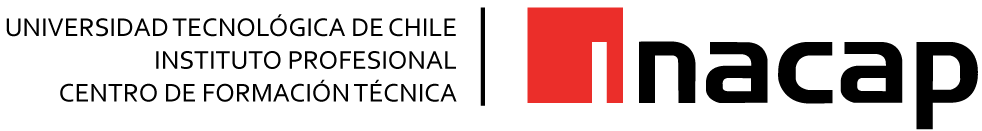 UNIVERSIDAD TECNOLÓGICA DE CHILE
INSTITUTO PROFESIONAL
CENTRO DE FORMACIÓN TÉCNICA
inacap